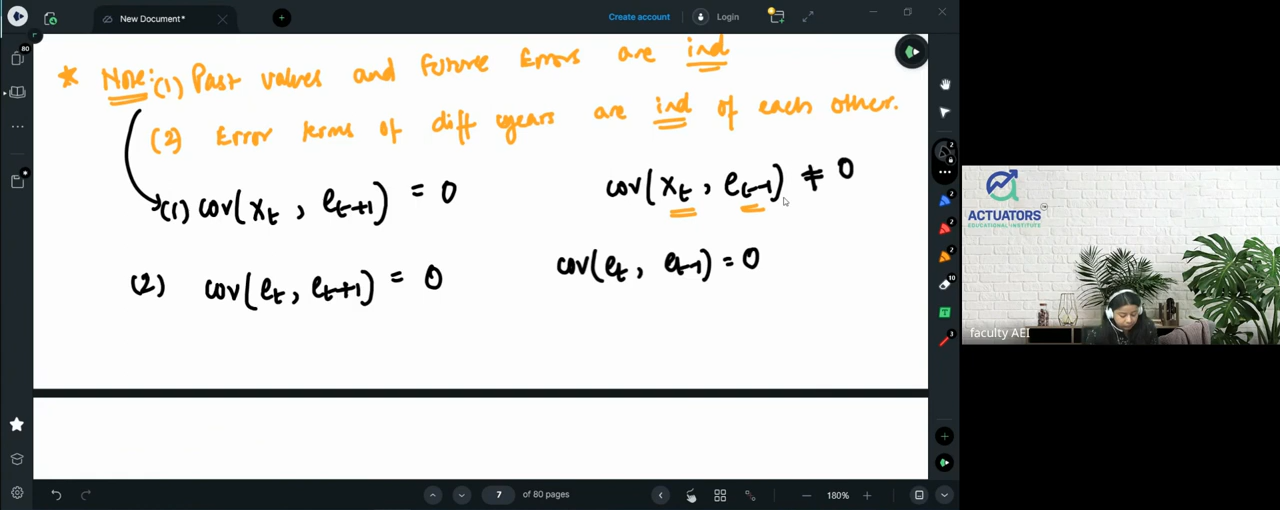 New Document*
Create account
Login
* Note: (1) Past values and future Errors are ind
(2) Error terms of diff years are ind of each other.
(1) cov(xt, et+1) = 0
cov(xt, et-1) ≠ 0
(2) cov(et, et+1) = 0
cov(et, et-1) = 0
ACTUATORS
EDUCATIONAL INSTITUTE
faculty AE
7 of 80 pages
180%